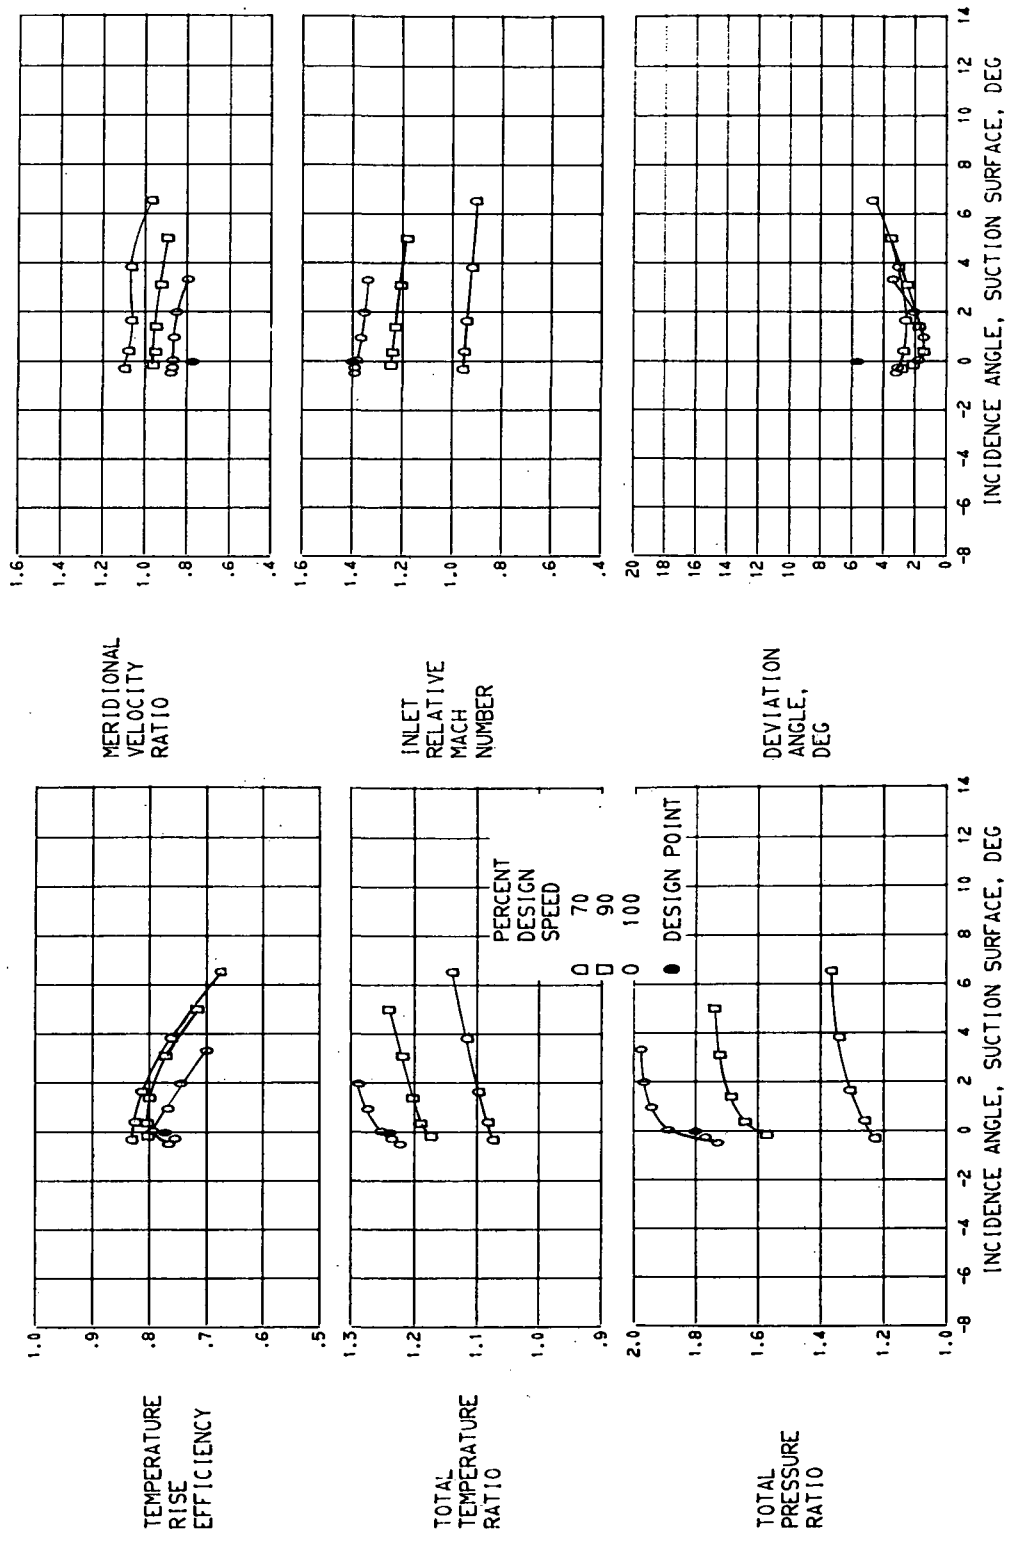 TEMPERATURE
RISE
EFFICIENCY
1.0
.9
.8
.7
.6
.5
MERIDIONAL
VELOCITY
RATIO
1.6
1.4
1.2
1.0
.8
.6
.4
TOTAL
TEMPERATURE
RATIO
1.3
1.2
1.1
1.0
.9
PERCENT
DESIGN
SPEED
70
90
100
DESIGN POINT
INLET
RELATIVE
MACH
NUMBER
1.6
1.4
1.2
1.0
.8
.6
.4
TOTAL
PRESSURE
RATIO
2.0
1.8
1.6
1.4
1.2
1.0
-8 -6 -4 -2 0 2 4 6 8 10 12 14
INCIDENCE ANGLE, SUCTION SURFACE, DEG
DEVIATION
ANGLE,
DEG
20
18
16
14
12
10
8
6
4
2
0
-8 -6 -4 -2 0 2 4 6 8 10 12 14
INCIDENCE ANGLE, SUCTION SURFACE, DEG